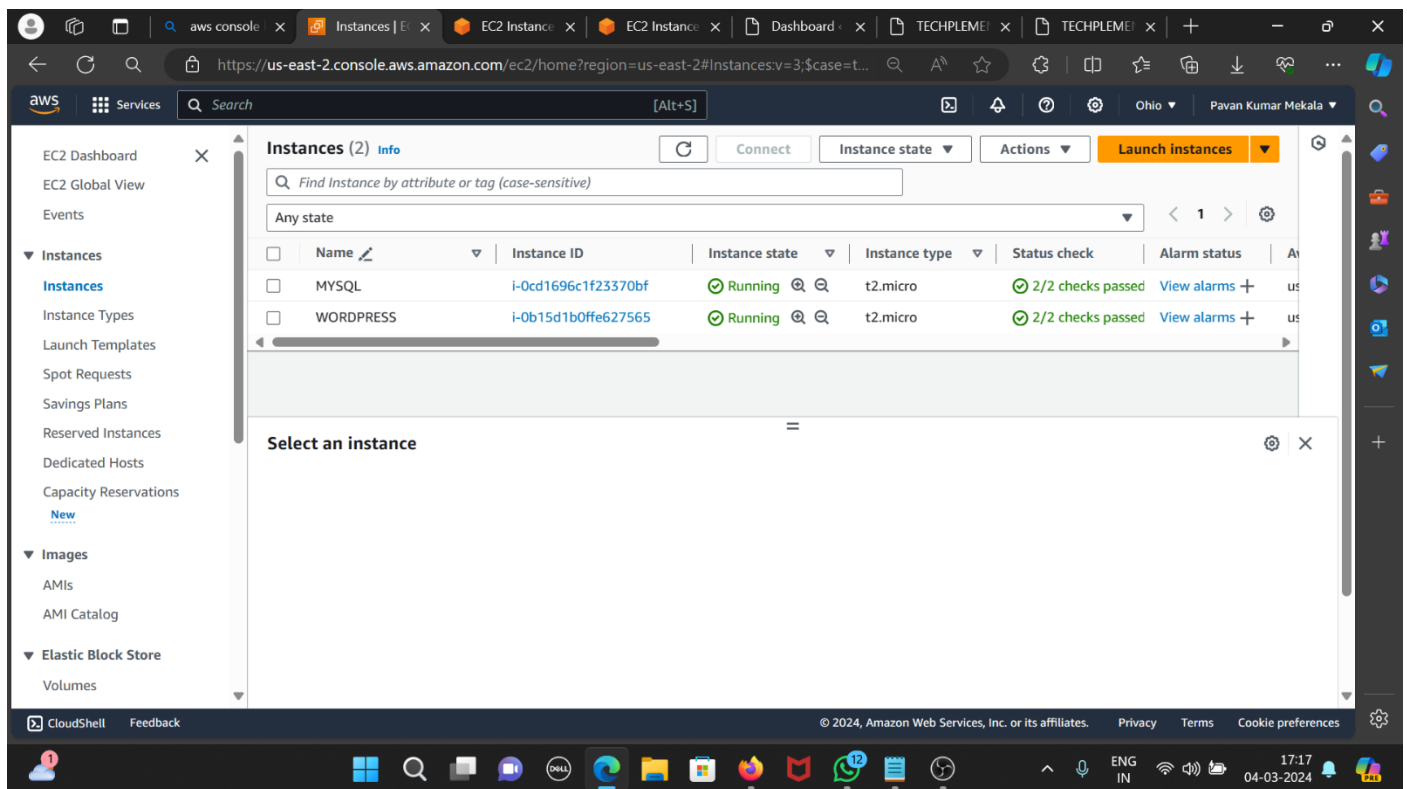 aws console
Instances | E
EC2 Instance
EC2 Instance
Dashboard
TECHPLEME
TECHPLEME
https://us-east-2.console.aws.amazon.com/ec2/home?region=us-east-2#Instances:v=3;$case=t...
aws
Services
Search
[Alt+S]
Ohio ▼
Pavan Kumar Mekala ▼
EC2 Dashboard
EC2 Global View
Events
Instances
Instances
Instance Types
Launch Templates
Spot Requests
Savings Plans
Reserved Instances
Dedicated Hosts
Capacity Reservations
New
Images
AMIs
AMI Catalog
Elastic Block Store
Volumes
Instances (2) Info
Connect
Instance state ▼
Actions ▼
Launch instances
Find Instance by attribute or tag (case-sensitive)
Any state
1
Name Instance ID Instance state Instance type Status check Alarm status
MYSQL i-0cd1696c1f23370bf Running t2.micro 2/2 checks passed View alarms + us
WORDPRESS i-0b15d1b0ffe627565 Running t2.micro 2/2 checks passed View alarms + us
Select an instance
CloudShell Feedback © 2024, Amazon Web Services, Inc. or its affiliates. Privacy Terms Cookie preferences
1
DELL
12
PRE
ENG
IN
17:17
04-03-2024